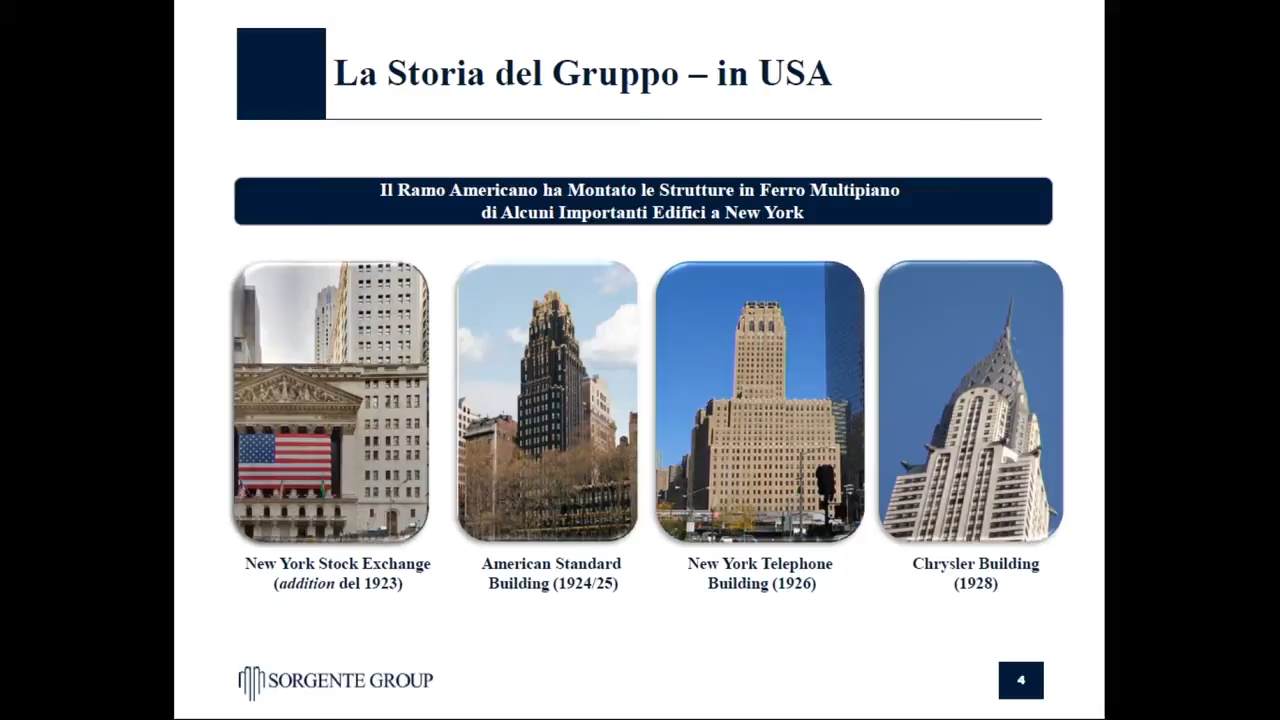 La Storia del Gruppo – in USA
Il Ramo Americano ha Montato le Strutture in Ferro Multipiano
di Alcuni Importanti Edifici a New York
New York Stock Exchange
(addition del 1923)
American Standard
Building (1924/25)
New York Telephone
Building (1926)
Chrysler Building
(1928)
SORGENTE GROUP
4